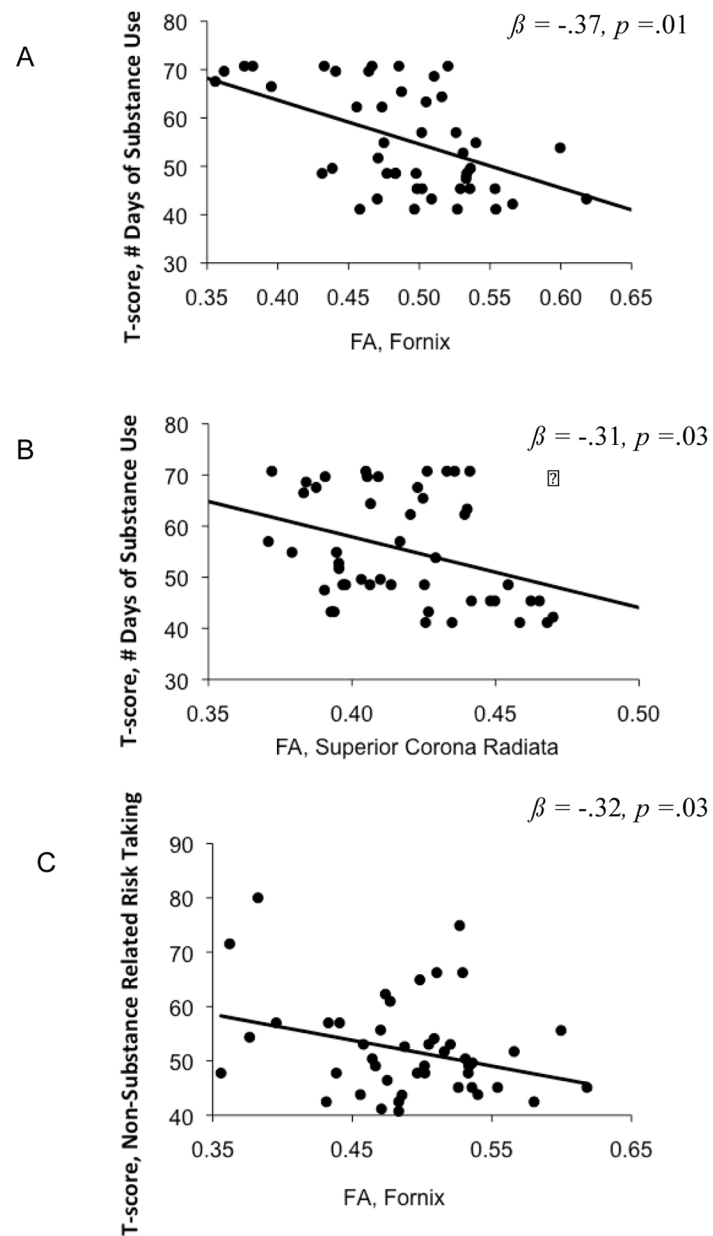 A
ß = -.37, p =.01
T-score, # Days of Substance Use
80
70
60
50
40
30
0.35 0.40 0.45 0.50 0.55 0.60 0.65
FA, Fornix
B
ß = -.31, p =.03
T-score, # Days of Substance Use
80
70
60
50
40
30
0.35 0.40 0.45 0.50
FA, Superior Corona Radiata
C
ß = -.32, p =.03
T-score, Non-Substance Related Risk Taking
90
80
70
60
50
40
0.35 0.45 0.55 0.65
FA, Fornix